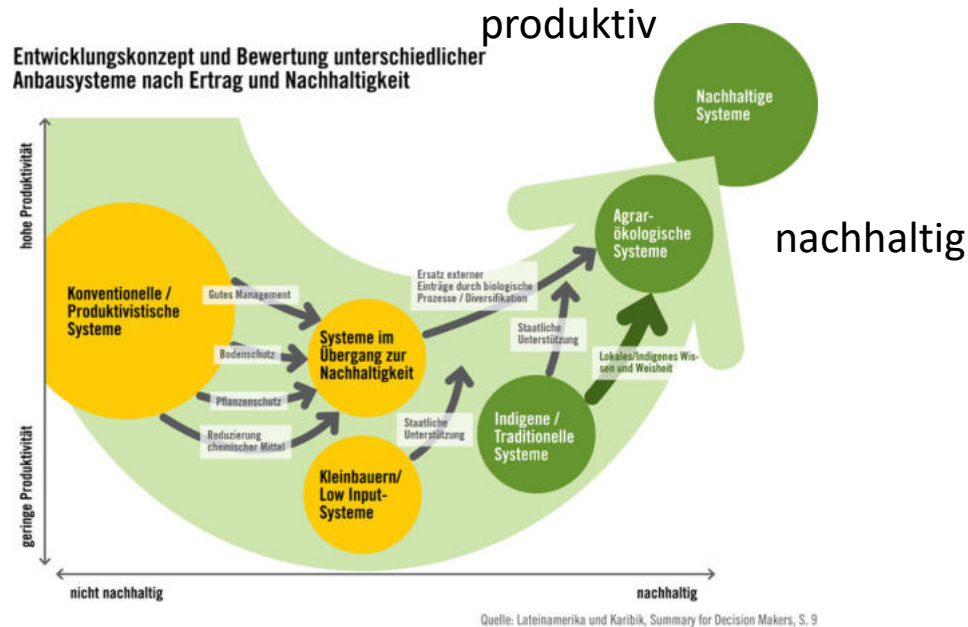 produktiv
Entwicklungskonzept und Bewertung unterschiedlicher
Anbausysteme nach Ertrag und Nachhaltigkeit
Nachhaltige
Systeme
hohe Produktivität
Agrar-
ökologische
Systeme
nachhaltig
Ersatz externer
Einträge durch biologische
Prozesse / Diversifikation
Konventionelle /
Produktivistische
Systeme
Gutes Management
Systeme im
Übergang zur
Nachhaltigkeit
Staatliche
Unterstützung
Bodenschutz
Lokales/Indigenes Wis-
sen und Weisheit
Pflanzenschutz
Staatliche
Unterstützung
Indigene /
Traditionelle
Systeme
Reduzierung
chemischer Mittel
Kleinbauern/
Low Input-
Systeme
geringe Produktivität
nicht nachhaltig
nachhaltig
Quelle: Lateinamerika und Karibik, Summary for Decision Makers, S. 9